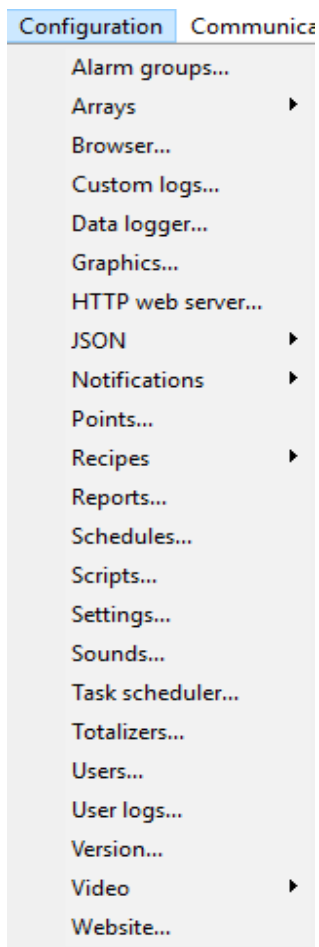 Configuration Communica
Alarm groups...
Arrays
Browser...
Custom logs...
Data logger...
Graphics...
HTTP web server...
JSON
Notifications
Points...
Recipes
Reports...
Schedules...
Scripts...
Settings...
Sounds...
Task scheduler...
Totalizers...
Users...
User logs...
Version...
Video
Website...